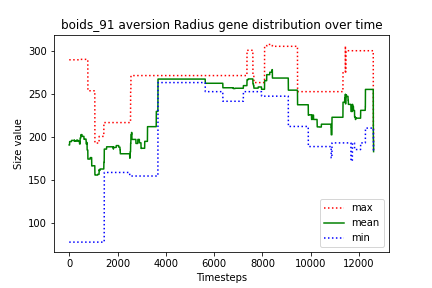 boids_91 aversion Radius gene distribution over time
300
250
200
150
100
Size value
0
2000
4000
6000
8000
10000
12000
Timesteps
max
mean
min